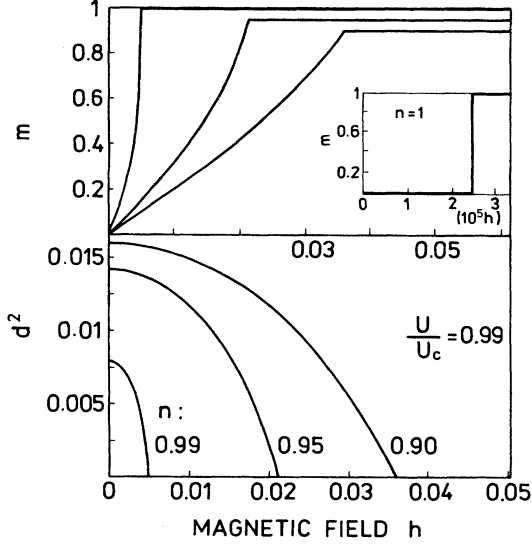 1
0.8
0.6
0.4
0.2
m
1
0.6
0.2
m
n=1
0 1 2 3
(10⁵h)
0.03 0.05
0.015
0.01
0.005
d²
U/Uc = 0.99
n :
0.99 0.95 0.90
0 0.01 0.02 0.03 0.04 0.05
MAGNETIC FIELD h